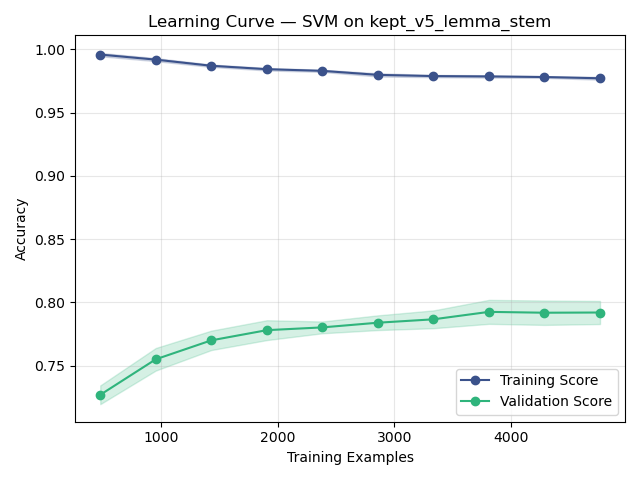 Learning Curve — SVM on kept_v5_lemma_stem
1.00
0.95
0.90
0.85
0.80
0.75
Accuracy
1000
2000
3000
4000
Training Examples
Training Score
Validation Score